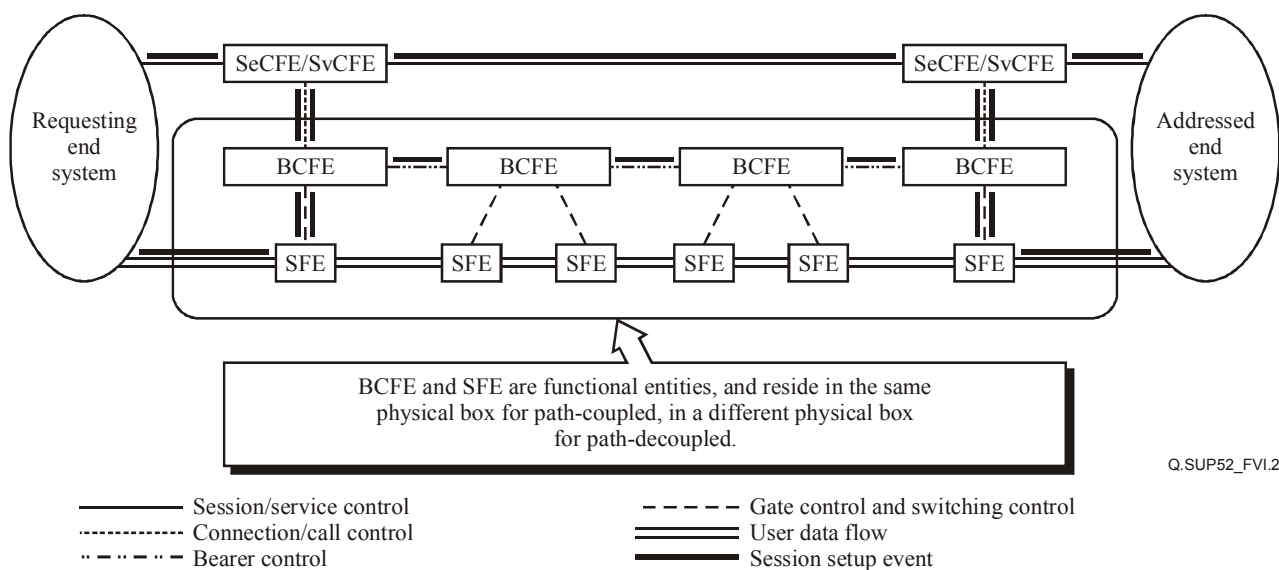 SeCFE/SvCFE
SeCFE/SvCFE
Requesting
end
system
Addressed
end
system
BCFE
BCFE
BCFE
BCFE
SFE
SFE
SFE
SFE
SFE
SFE
BCFE and SFE are functional entities, and reside in the same
physical box for path-coupled, in a different physical box
for path-decoupled.
Q.SUP52_FVI.2
Session/service control
Connection/call control
Bearer control
Gate control and switching control
User data flow
Session setup event